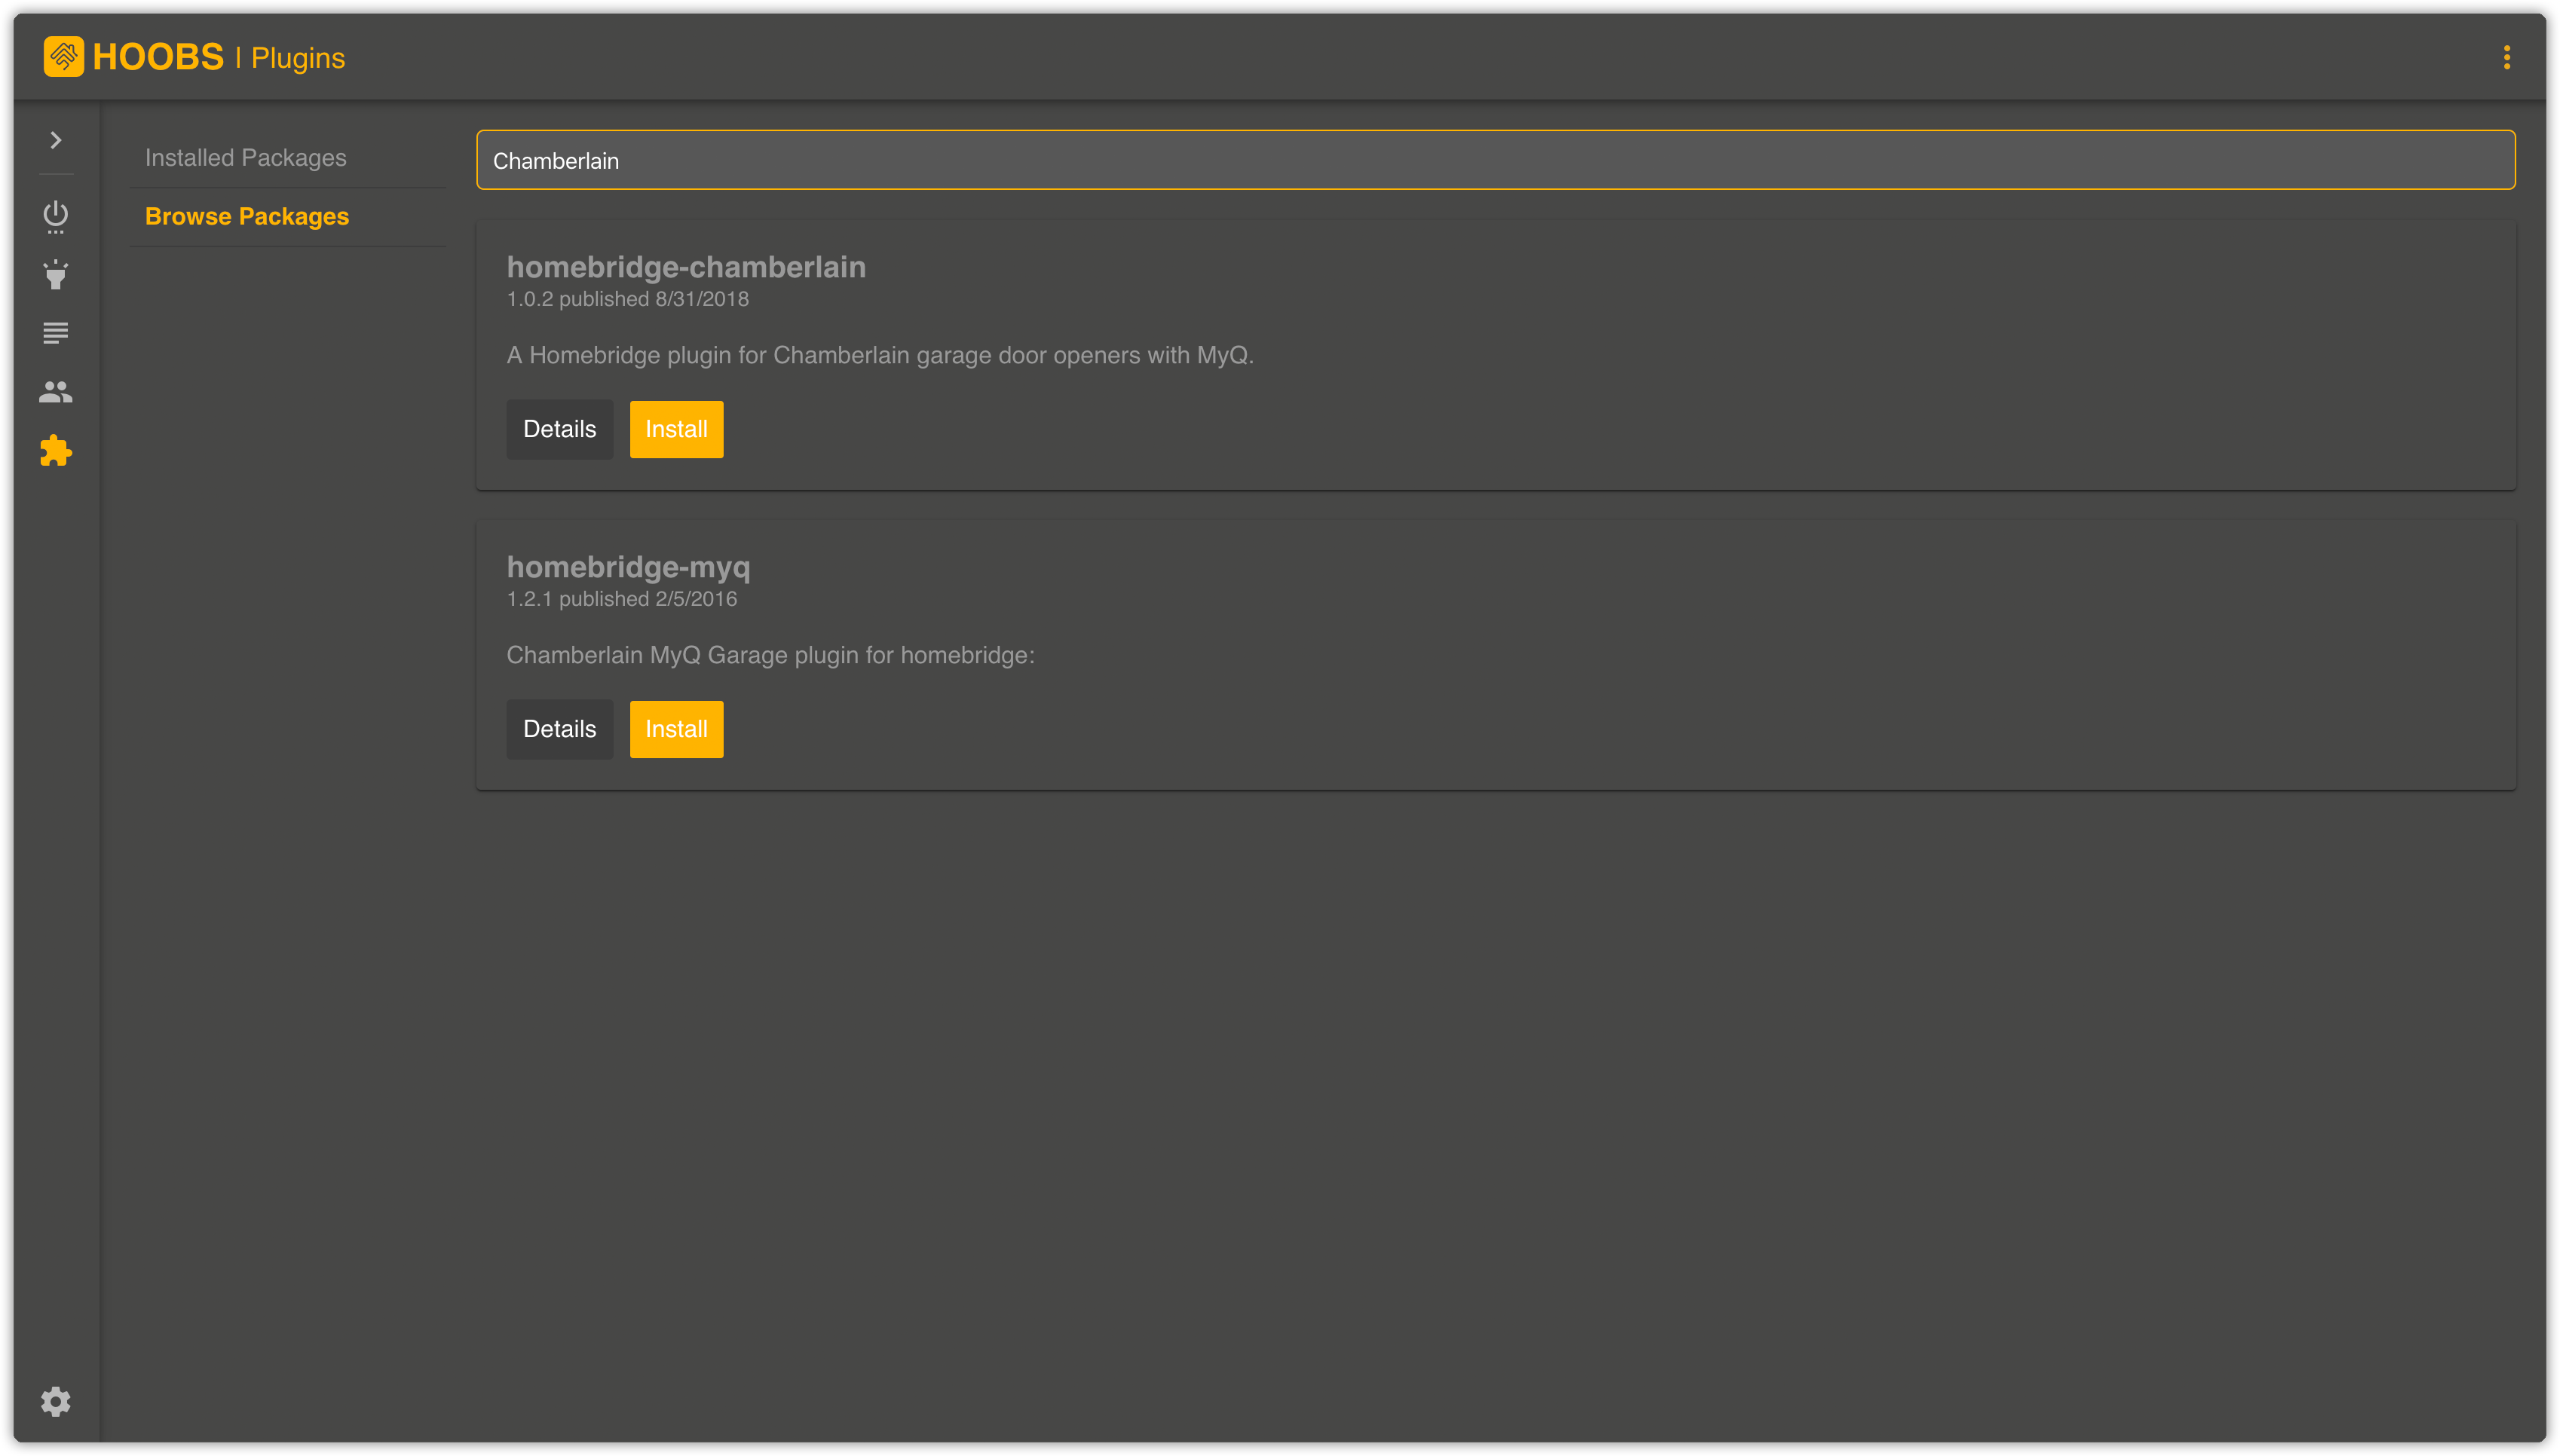 HOOBS | Plugins
Installed Packages
Browse Packages
Chamberlain
homebridge-chamberlain
1.0.2 published 8/31/2018
A Homebridge plugin for Chamberlain garage door openers with MyQ.
Details Install
homebridge-myq
1.2.1 published 2/5/2016
Chamberlain MyQ Garage plugin for homebridge:
Details Install